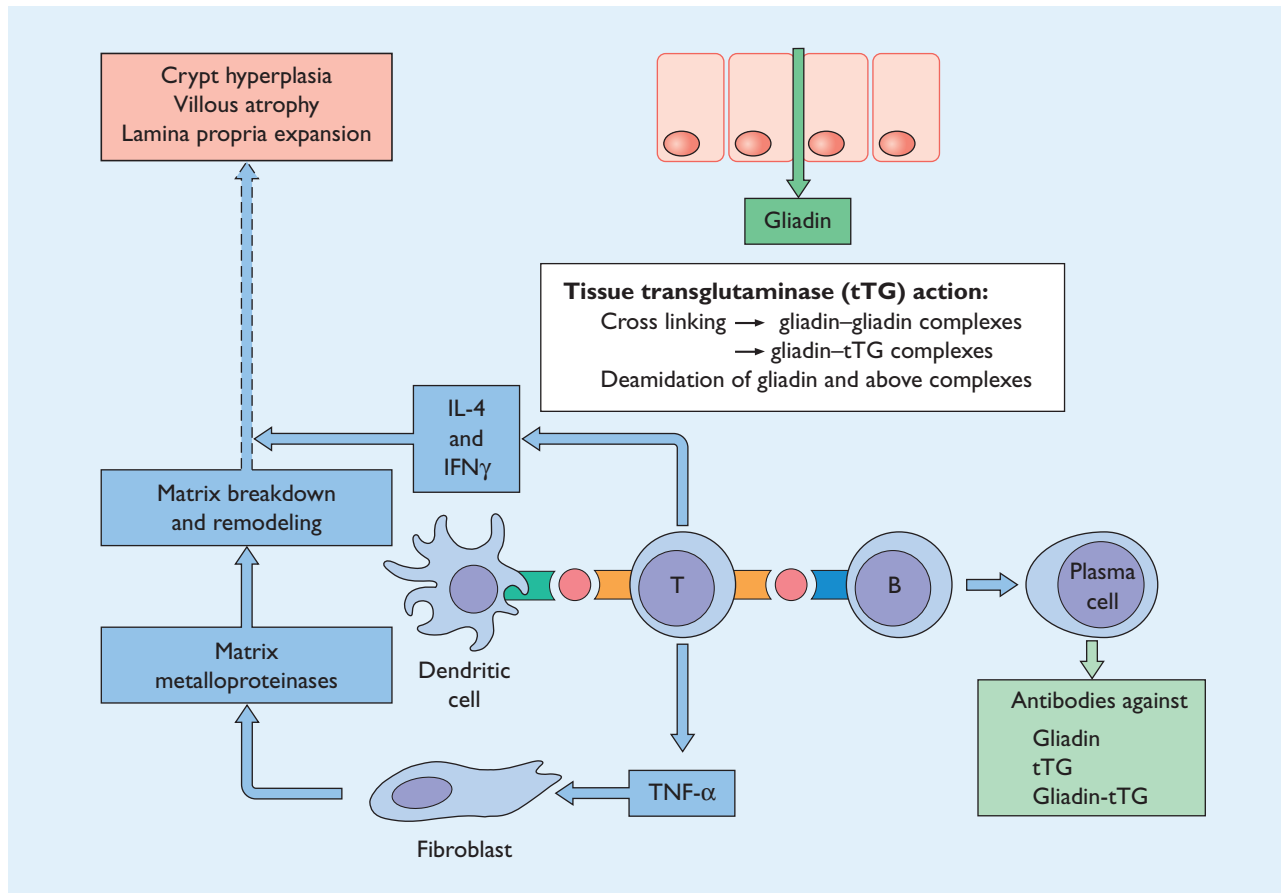 Crypt hyperplasia
Villous atrophy
Lamina propria expansion
Gliadin
Tissue transglutaminase (tTG) action:
Cross linking → gliadin–gliadin complexes
→ gliadin–tTG complexes
Deamidation of gliadin and above complexes
IL-4
and
IFNγ
Matrix breakdown
and remodeling
Matrix
metalloproteinases
Dendritic
cell
T
B
Plasma
cell
Antibodies against
Gliadin
tTG
Gliadin-tTG
TNF-α
Fibroblast